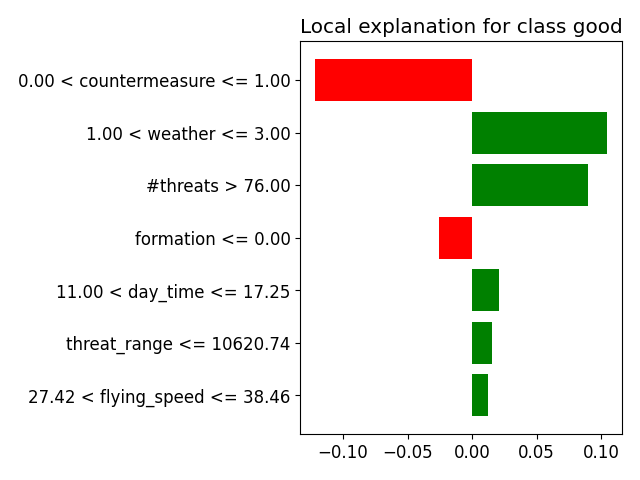 Local explanation for class good
0.00 < countermeasure <= 1.00
1.00 < weather <= 3.00
#threats > 76.00
formation <= 0.00
11.00 < day_time <= 17.25
threat_range <= 10620.74
27.42 < flying_speed <= 38.46
−0.10 −0.05 0.00 0.05 0.10